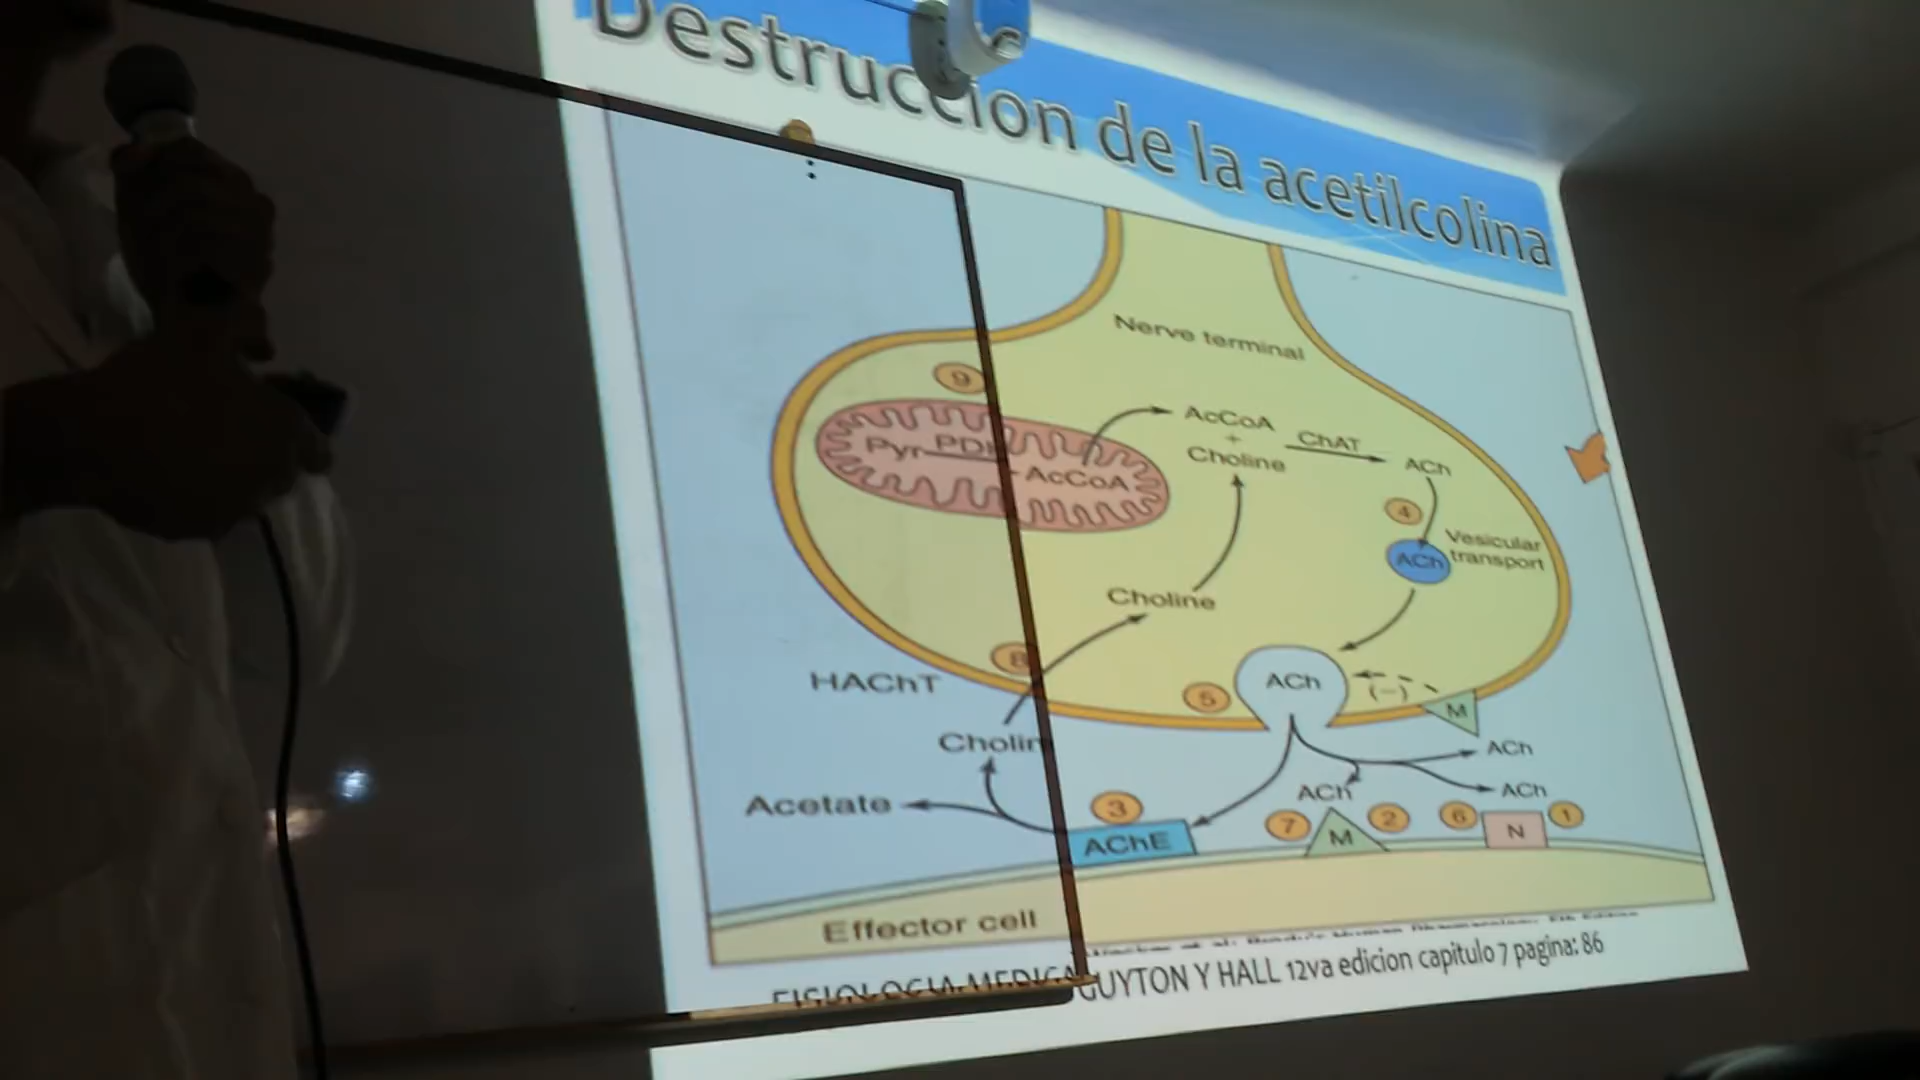 Destruccion de la acetilcolina
Nerve terminal
9
Pyr PDH AcCoA
AcCoA
+
Choline
ChAT
ACh
4
ACh
Vesicular
transport
Choline
8
HAChT
5
ACh
(−)
M
Cholin
Acetate
3
AChE
ACh
ACh
ACh
7
M
2
6
N
1
Effector cell
FISIOLOGIA MEDICA GUYTON Y HALL 12va edicion capitulo 7 pagina: 86